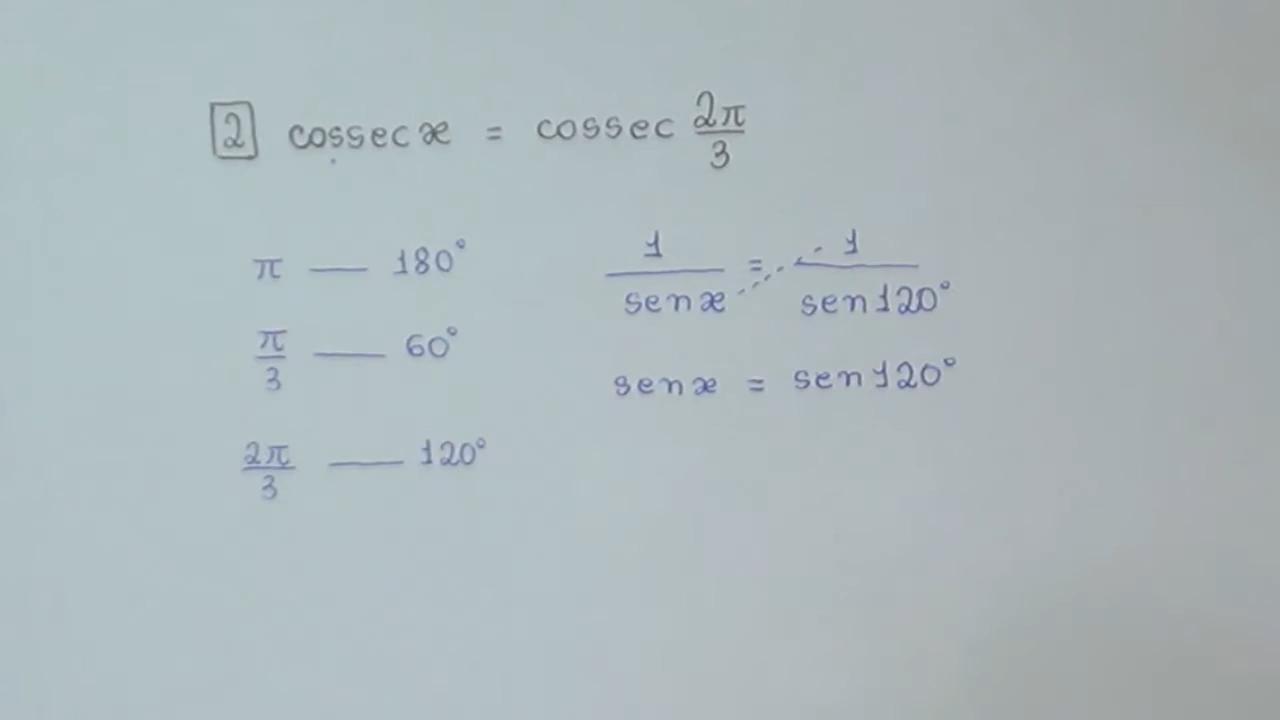 2 cossec x = cossec 2π/3
π — 180°
π/3 — 60°
2π/3 — 120°
1/sen x = 1/sen 120°
sen x = sen 120°